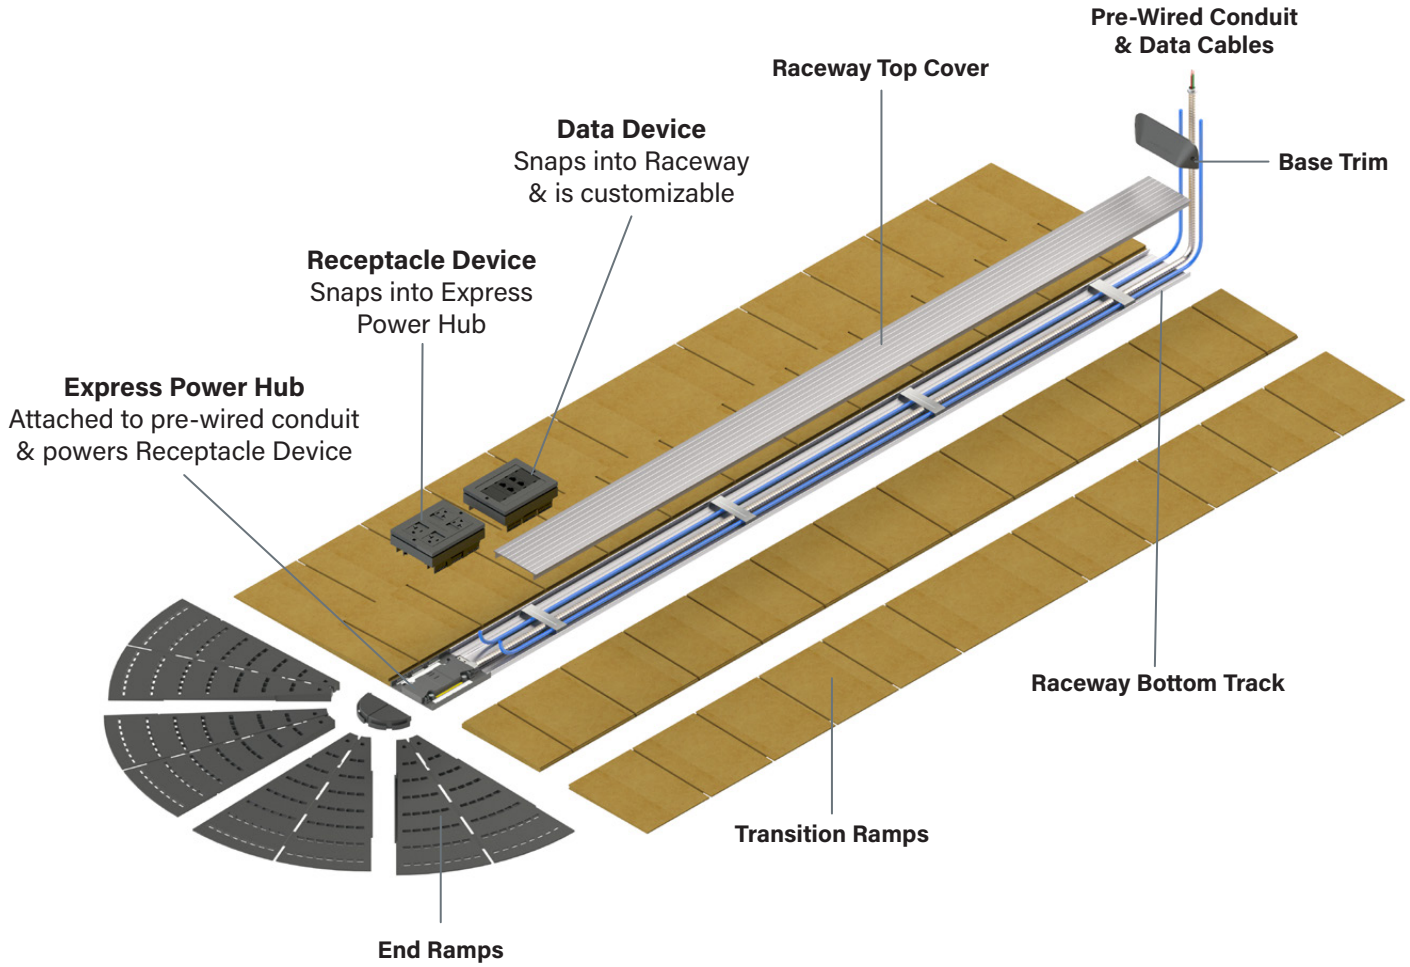 Pre-Wired Conduit
& Data Cables
Raceway Top Cover
Data Device
Snaps into Raceway
& is customizable
Base Trim
Receptacle Device
Snaps into Express
Power Hub
Express Power Hub
Attached to pre-wired conduit
& powers Receptacle Device
Raceway Bottom Track
Transition Ramps
End Ramps